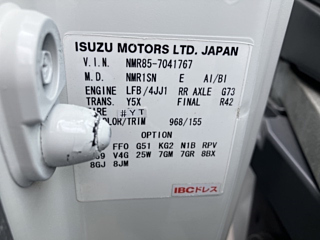 ISUZU MOTORS LTD. JAPAN
V.I.N. NMR85-7041767
M.D. NMR1SN E AI/BI
ENGINE LFB/4JJ1 RR AXLE G73
TRANS. Y5X FINAL R42
#YT
COLOR/TRIM 968/155
OPTION
FFO G51 KG2 N1B RPV
V4G 25W 7GM 7GR 8BX
8GJ 8JM
IBCドレス